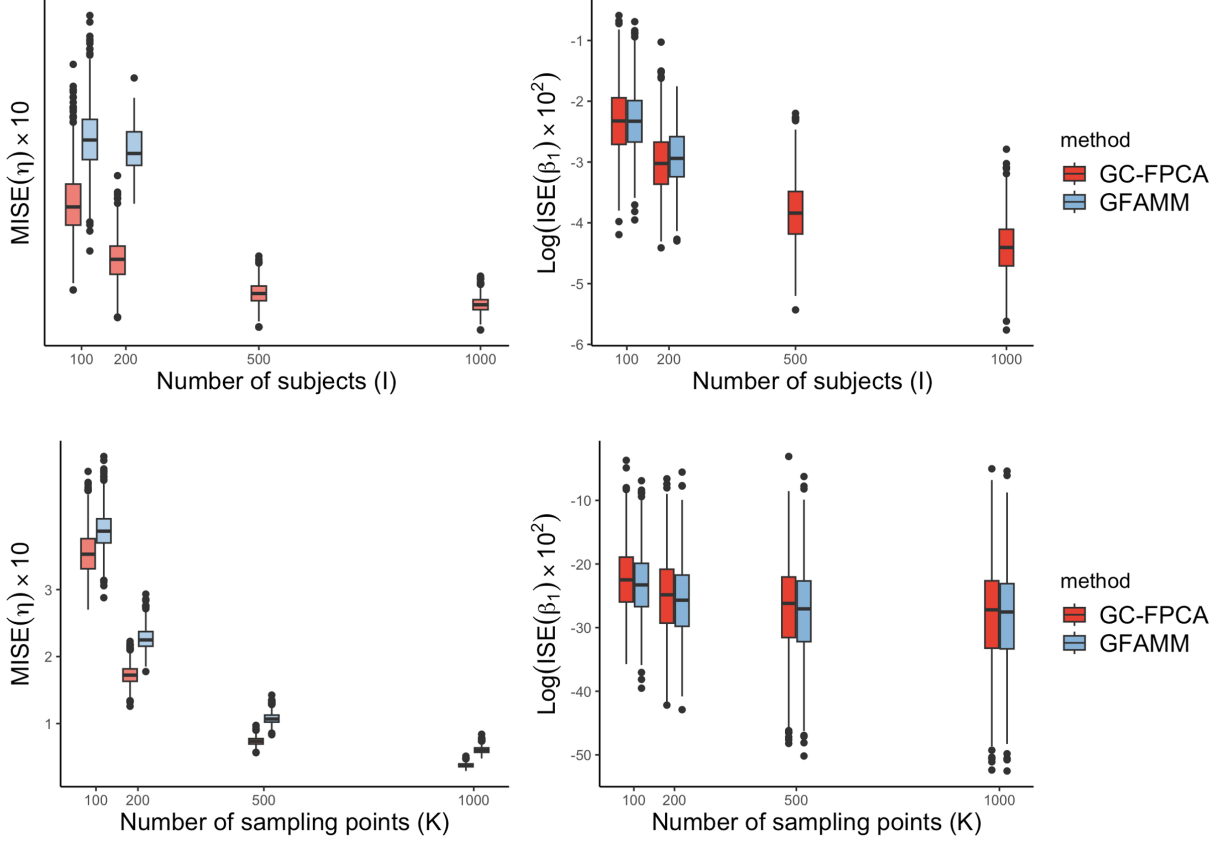 MISE(η) × 10
100
200
500
1000
Number of subjects (I)
Log(ISE(β₁) × 10²)
-1
-2
-3
-4
-5
-6
100
200
500
1000
Number of subjects (I)
method
GC-FPCA
GFAMM
MISE(η) × 10
3
2
1
100
200
500
1000
Number of sampling points (K)
Log(ISE(β₁) × 10²)
-10
-20
-30
-40
-50
100
200
500
1000
Number of sampling points (K)
method
GC-FPCA
GFAMM